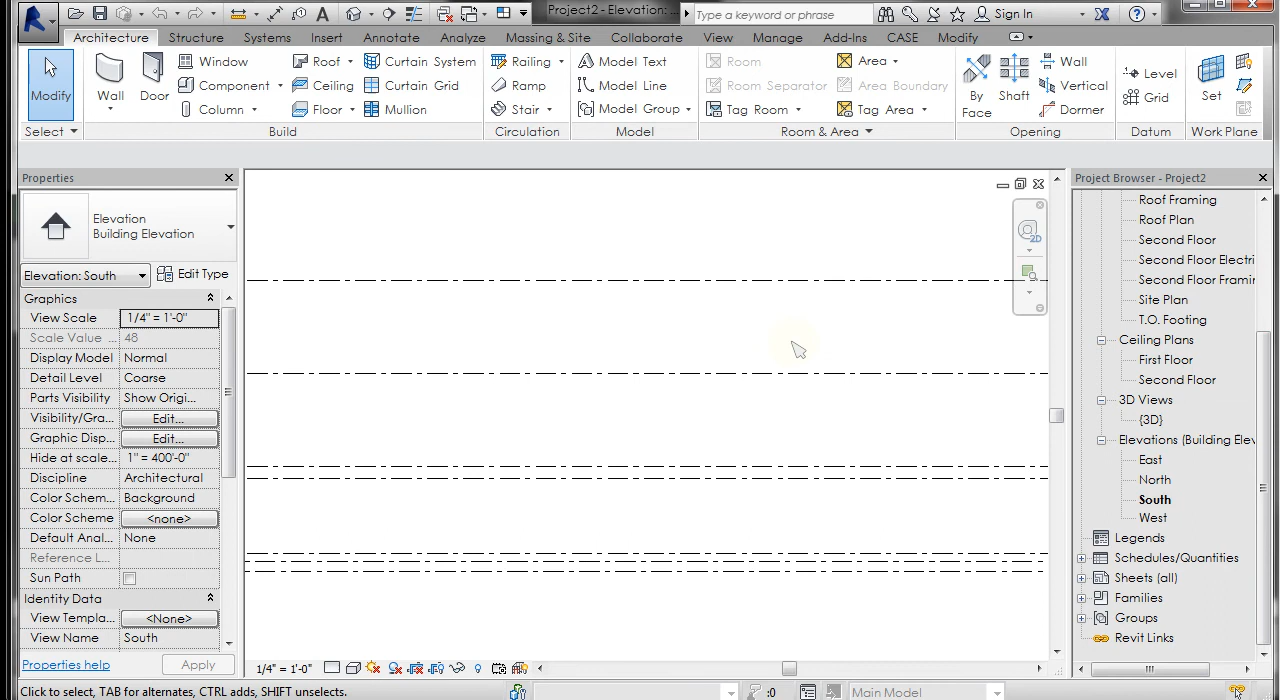 Project2 - Elevation: ...
Type a keyword or phrase
Sign In
Architecture Structure Systems Insert Annotate Analyze Massing & Site Collaborate View Manage Add-Ins CASE Modify
Modify
Wall
Door
Window
Component
Column
Roof
Ceiling
Floor
Curtain System
Curtain Grid
Mullion
Railing
Ramp
Stair
Model Text
Model Line
Model Group
Room
Room Separator
Tag Room
Area
Area Boundary
Tag Area
By
Face
Shaft
Wall
Vertical
Dormer
Level
Grid
Set
Select Build Circulation Model Room & Area Opening Datum Work Plane
Properties
Elevation
Building Elevation
Elevation: South Edit Type
Graphics
View Scale 1/4" = 1'-0"
Scale Value ... 48
Display Model Normal
Detail Level Coarse
Parts Visibility Show Origi...
Visibility/Gra... Edit...
Graphic Disp... Edit...
Hide at scale... 1" = 400'-0"
Discipline Architectural
Color Schem... Background
Color Scheme <none>
Default Anal... None
Reference L...
Sun Path
Identity Data
View Templa... <None>
View Name South
Properties help Apply
2D
1/4" = 1'-0"
Project Browser - Project2
Roof Framing
Roof Plan
Second Floor
Second Floor Electri
Second Floor Framir
Site Plan
T.O. Footing
Ceiling Plans
First Floor
Second Floor
3D Views
{3D}
Elevations (Building Elev
East
North
South
West
Legends
Schedules/Quantities
Sheets (all)
Families
Groups
Revit Links
Click to select, TAB for alternates, CTRL adds, SHIFT unselects.
:0
Main Model